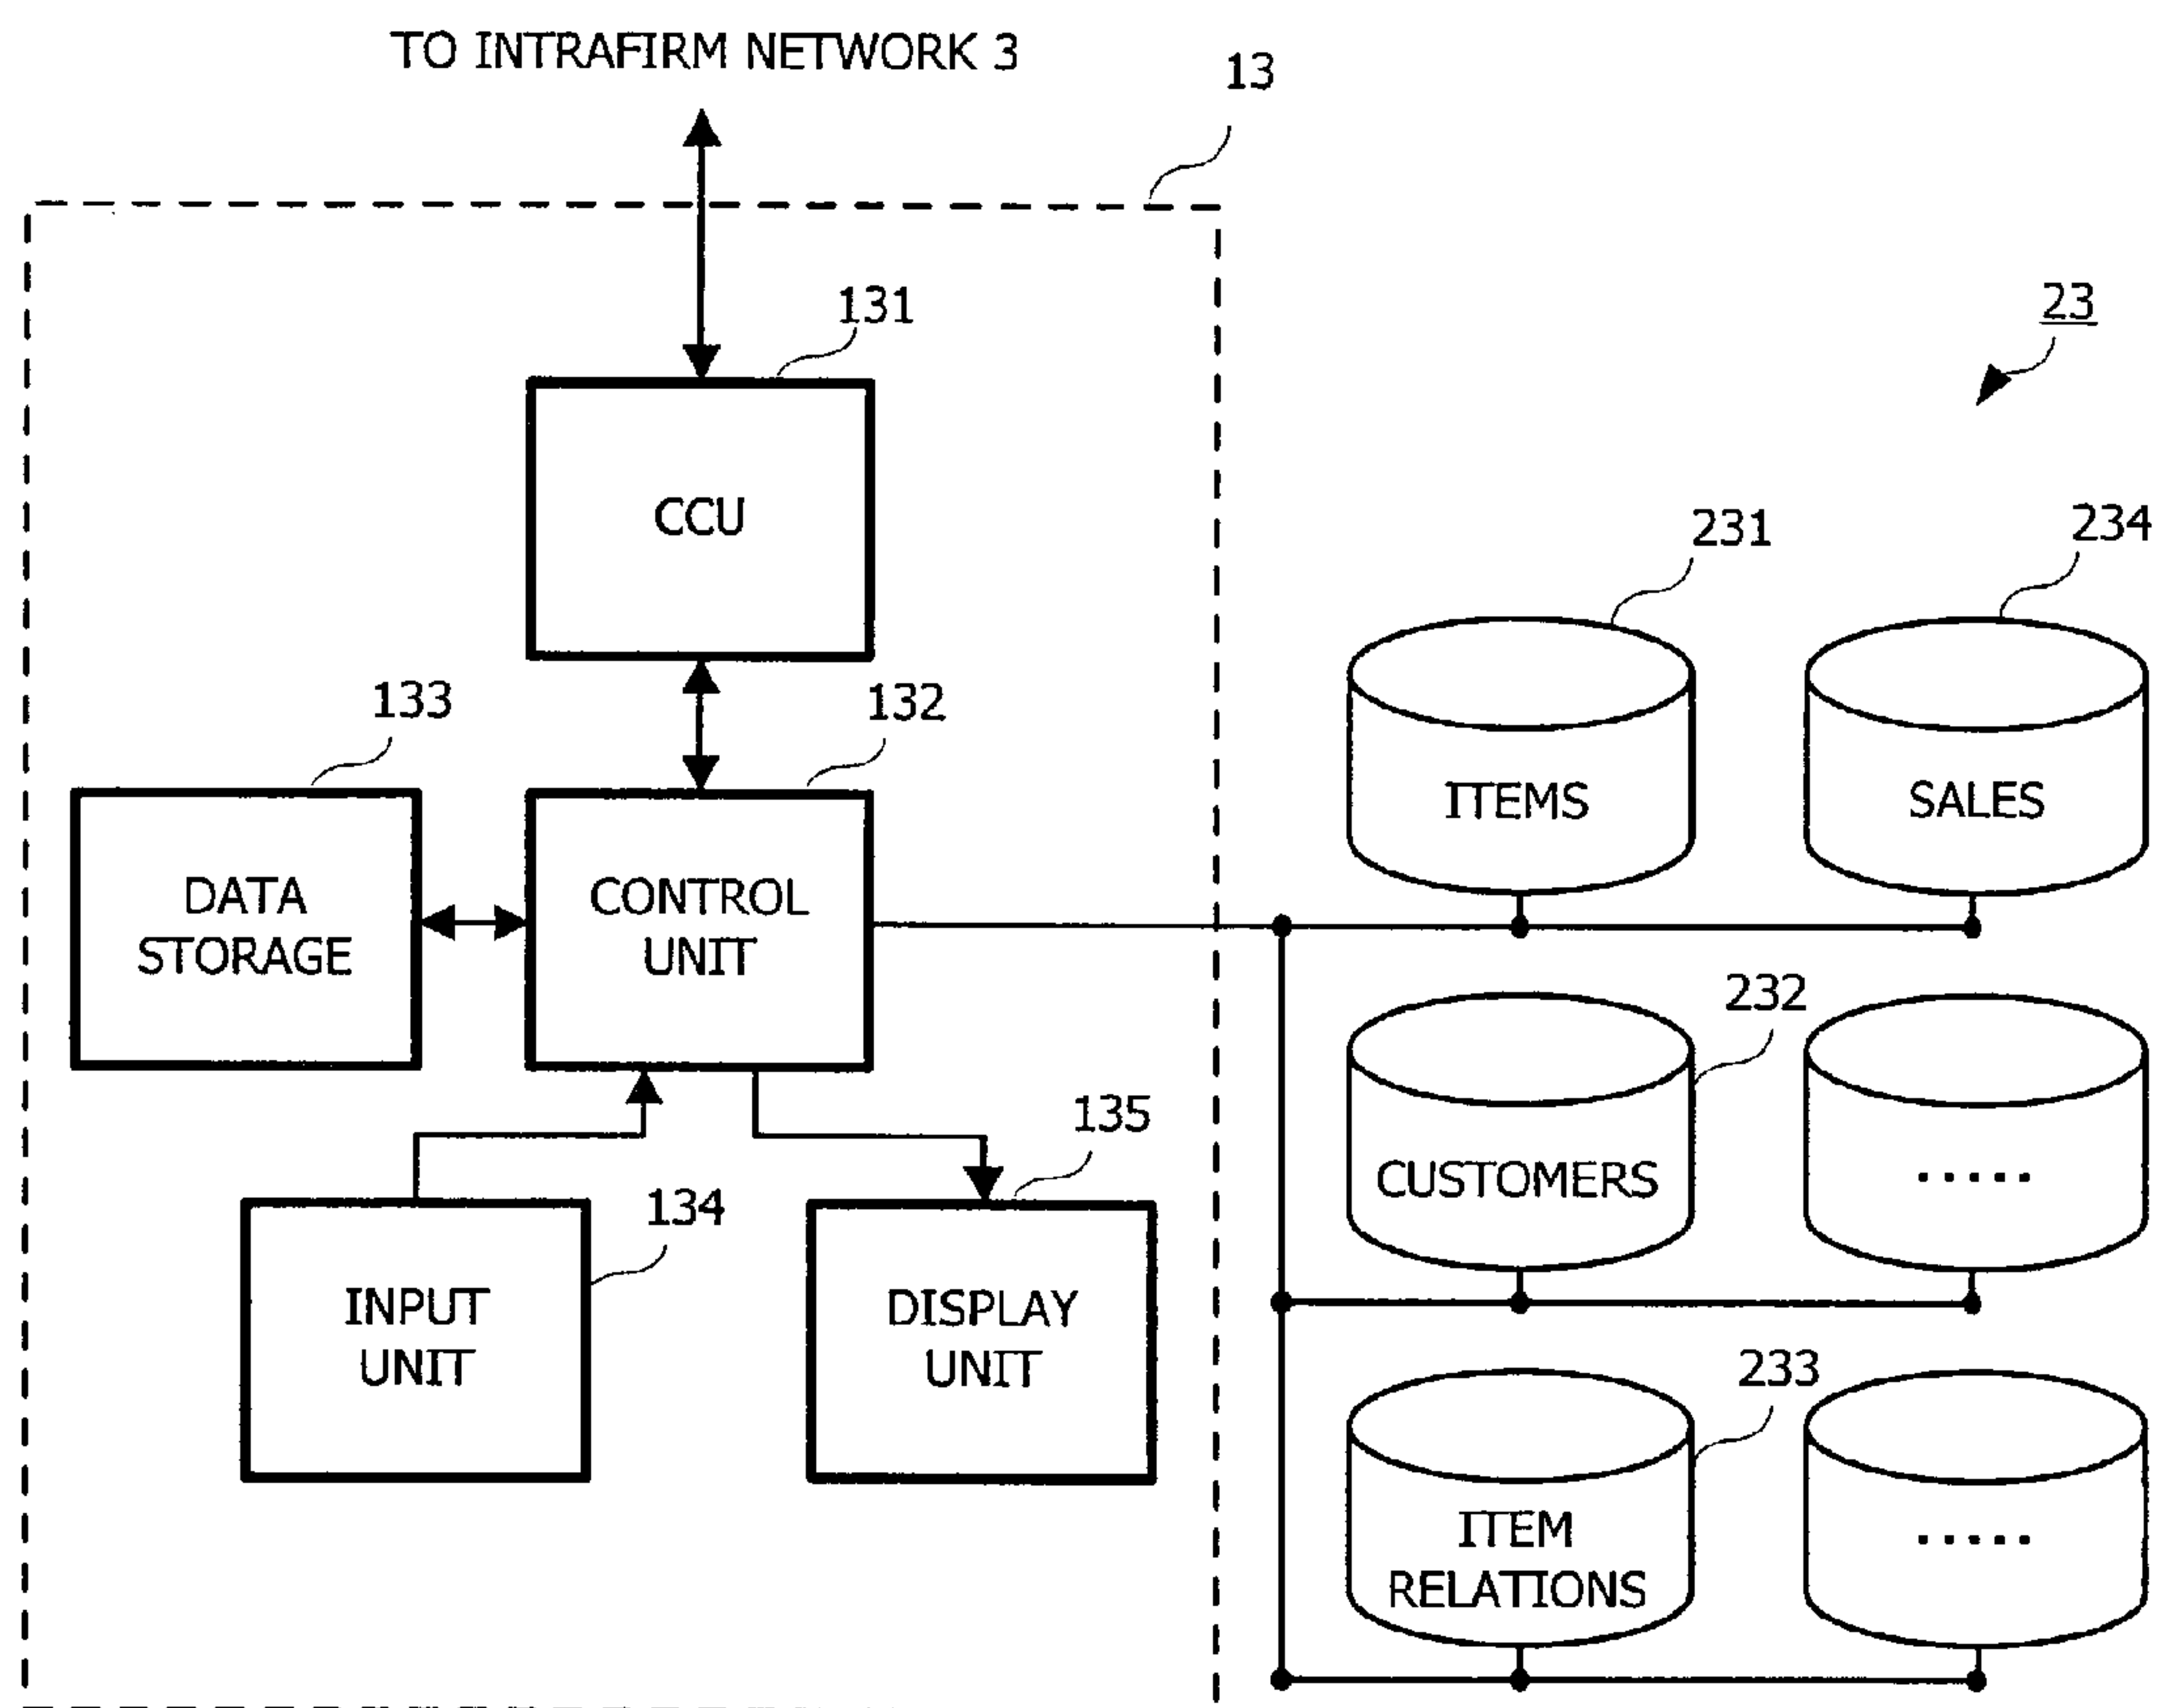 TO INTRAFIRM NETWORK 3
13
131
23
CCU
231
234
133
132
ITEMS
SALES
DATA
STORAGE
CONTROL
UNIT
232
135
CUSTOMERS
.....
134
INPUT
UNIT
DISPLAY
UNIT
233
ITEM
RELATIONS
.....